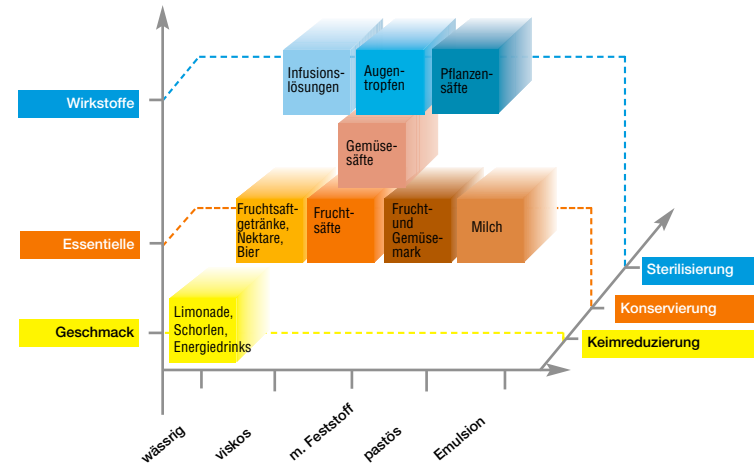 Infusions-
lösungen
Augen-
tropfen
Pflanzen-
säfte
Wirkstoffe
Gemüse-
säfte
Fruchtsaft-
getränke,
Nektare,
Bier
Frucht-
säfte
Frucht-
und
Gemüse-
mark
Milch
Essentielle
Sterilisierung
Konservierung
Limonade,
Schorlen,
Energiedrinks
Geschmack
Keimreduzierung
wässrig
viskos
m. Feststoff
pastös
Emulsion